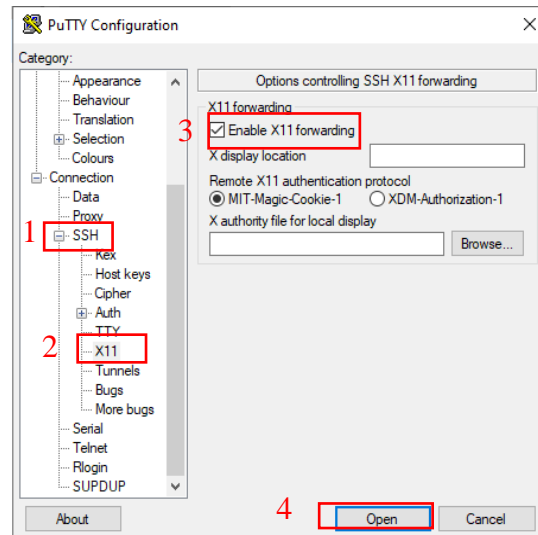 PuTTY Configuration
Category:
Appearance
Behaviour
Translation
Selection
Colours
Connection
Data
Proxy
1
SSH
Kex
Host keys
Cipher
Auth
TTY
2
X11
Tunnels
Bugs
More bugs
Serial
Telnet
Rlogin
SUPDUP
Options controlling SSH X11 forwarding
X11 forwarding
3
Enable X11 forwarding
X display location
Remote X11 authentication protocol
MIT-Magic-Cookie-1 XDM-Authorization-1
X authority file for local display
Browse...
4
About Open Cancel